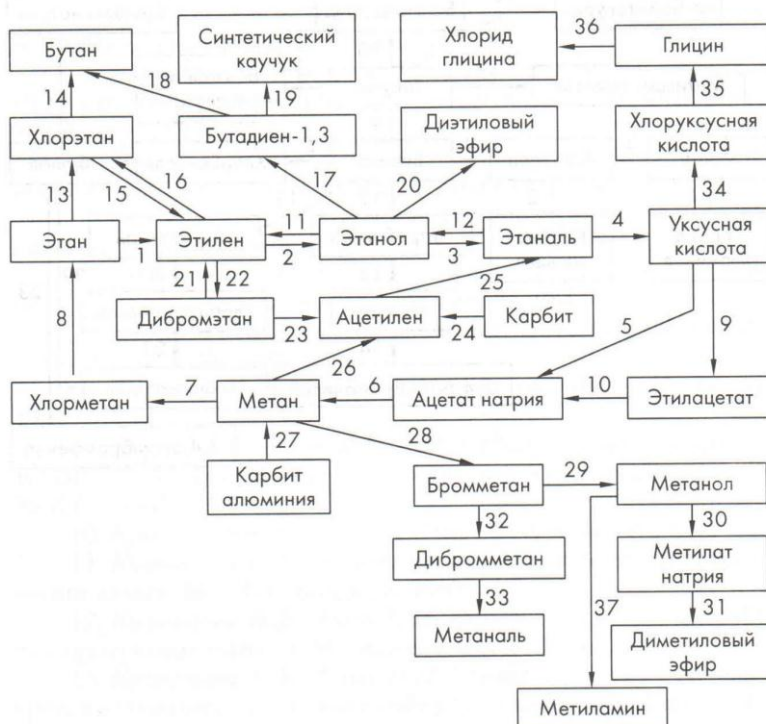 Бутан
Синтетический
каучук
Хлорид
глицина
36
Глицин
14
18
19
35
Хлорэтан
Бутадиен-1,3
Диэтиловый
эфир
Хлоруксусная
кислота
13
15
16
17
20
34
Этан
1
Этилен
11
2
Этанол
12
3
Этаналь
4
Уксусная
кислота
8
21
22
25
5
9
Дибромэтан
23
Ацетилен
24
Карбит
26
Хлорметан
7
Метан
6
Ацетат натрия
10
Этилацетат
27
28
Карбит
алюминия
Бромметан
29
Метанол
32
30
Дибромметан
Метилат
натрия
33
37
31
Метаналь
Диметиловый
эфир
Метиламин